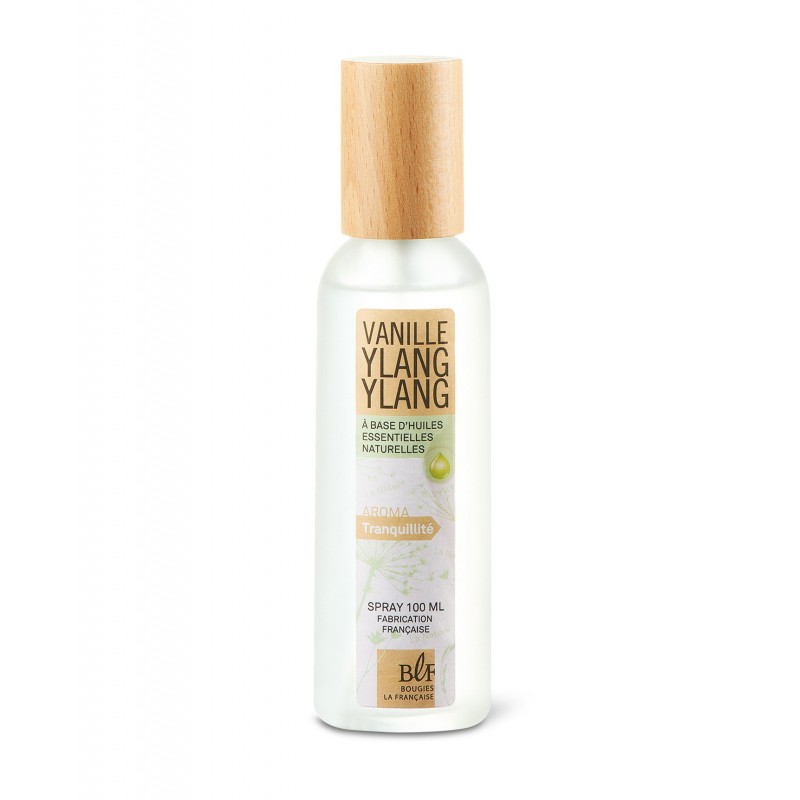 VANILLE
YLANG
YLANG
À BASE D'HUILES
ESSENTIELLES
NATURELLES
AROMA
Tranquillité
SPRAY 100 ML
FABRICATION
FRANÇAISE
BLF
BOUGIES
LA FRANÇAISE